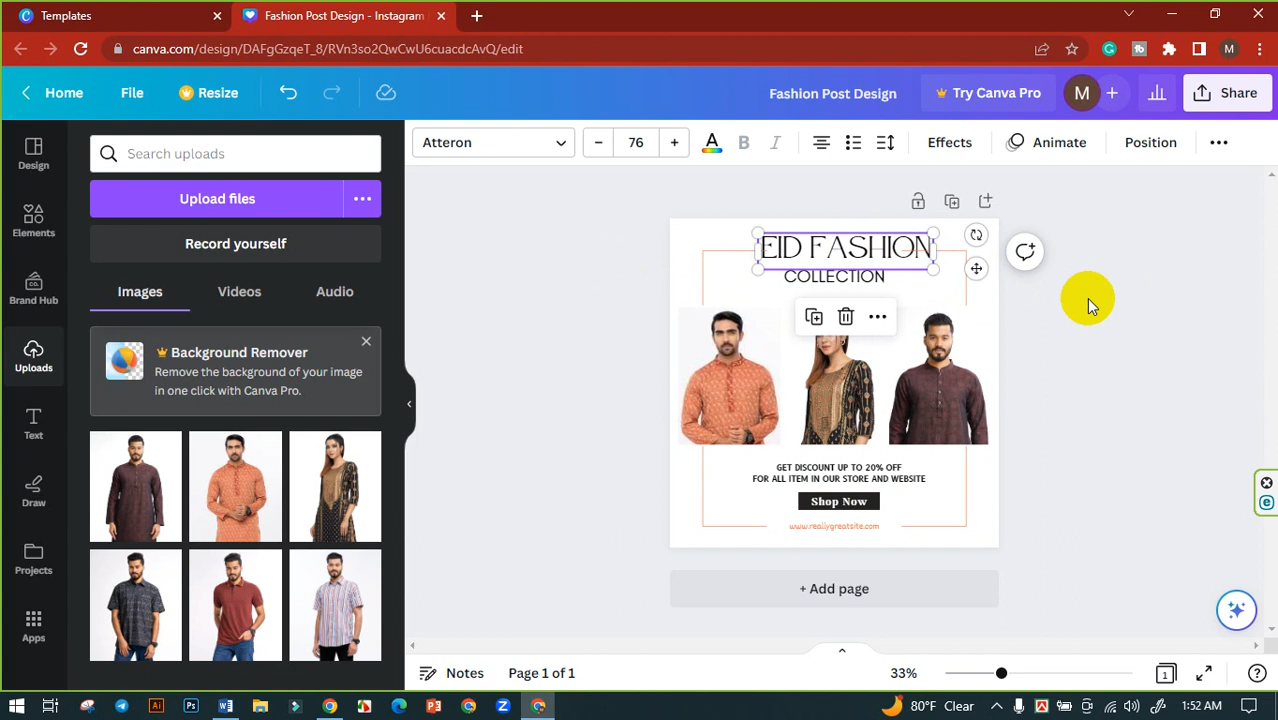 Templates
Fashion Post Design - Instagram
canva.com/design/DAFgGzqeT_8/RVn3so2QwCwU6cuacdAvQ/edit
M
Home
File
Resize
Fashion Post Design
Try Canva Pro
M
Share
Atteron
76
A
B
I
Effects
Animate
Position
Design
Elements
Brand Hub
Uploads
Text
Draw
Projects
Apps
Search uploads
Upload files
Record yourself
Images
Videos
Audio
Background Remover
Remove the background of your image
in one click with Canva Pro.
EID FASHION
COLLECTION
GET DISCOUNT UP TO 20% OFF
FOR ALL ITEM IN OUR STORE AND WEBSITE
Shop Now
www.reallygreatsite.com
+ Add page
Notes
Page 1 of 1
33%
1
80°F Clear
1:52 AM